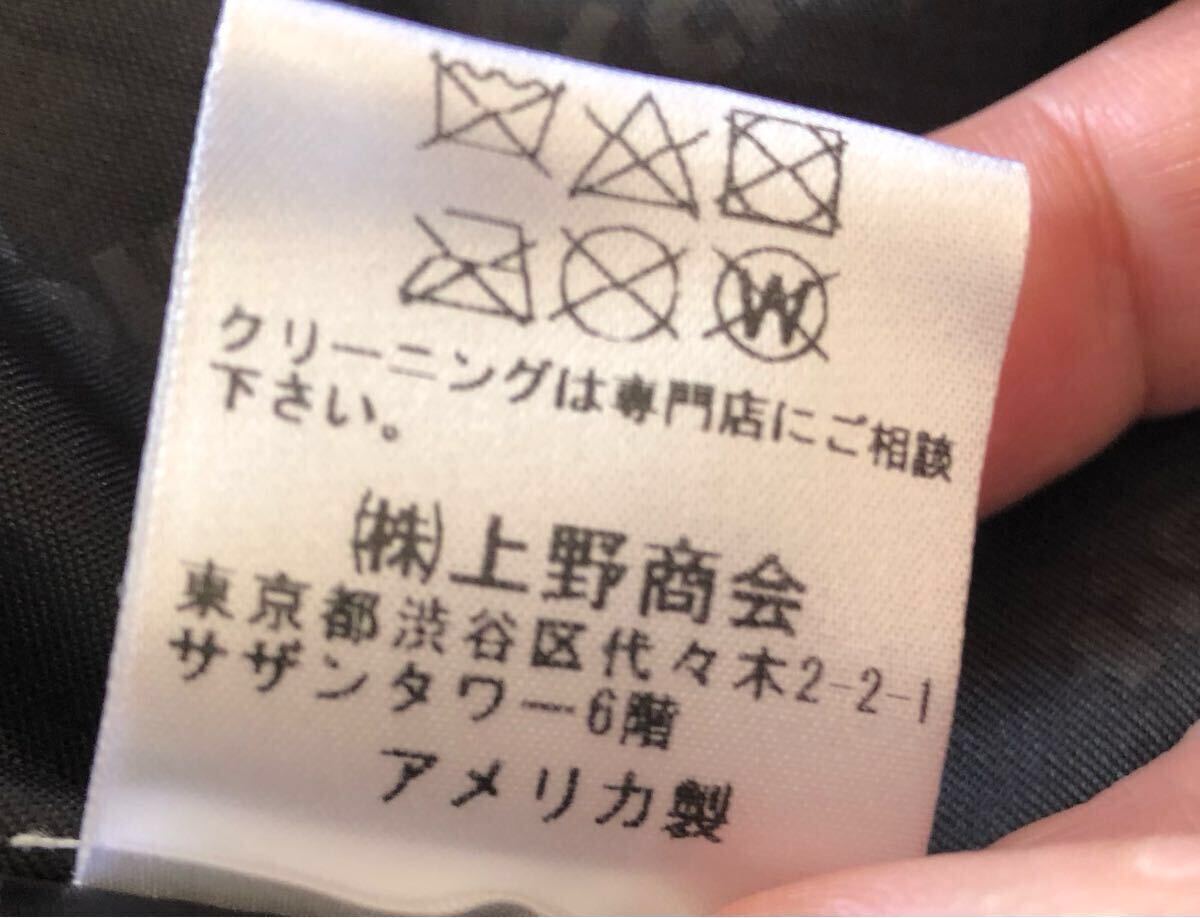 W
クリーニングは専門店にご相談
下さい。
㈱上野商会
東京都渋谷区代々木2-2-1
サザンタワー6階
アメリカ製